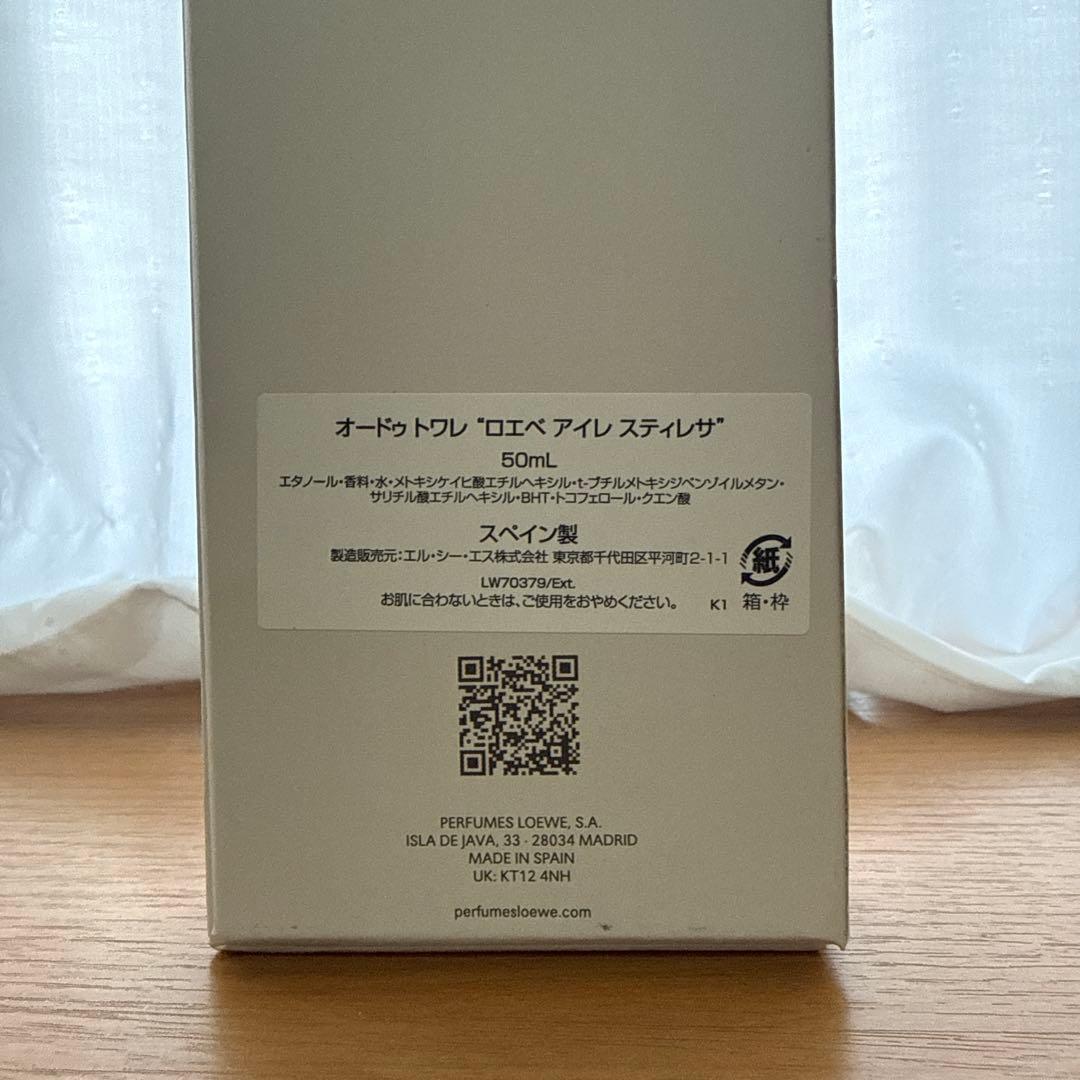 オードゥ トワレ “ロエベ アイレ スティレサ”
50mL
エタノール・香料・水・メトキシケイヒ酸エチルヘキシル・t-ブチルメトキシジベンゾイルメタン・
サリチル酸エチルヘキシル・BHT・トコフェロール・クエン酸
スペイン製
製造販売元：エル・シー・エス株式会社 東京都千代田区平河町2-1-1
紙
LW70379/Ext.
お肌に合わないときは、ご使用をおやめください。 K1 箱・枠
PERFUMES LOEWE, S.A.
ISLA DE JAVA, 33 · 28034 MADRID
MADE IN SPAIN
UK: KT12 4NH
perfumesloewe.com